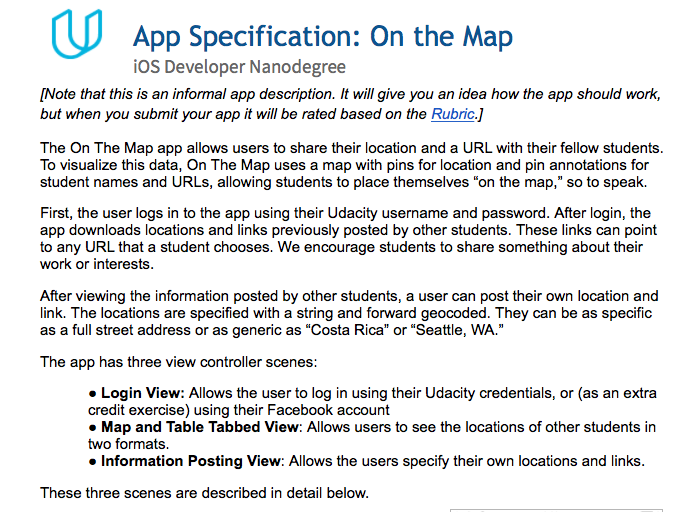 App Specification: On the Map
iOS Developer Nanodegree
[Note that this is an informal app description. It will give you an idea how the app should work,
but when you submit your app it will be rated based on the Rubric.]
The On The Map app allows users to share their location and a URL with their fellow students.
To visualize this data, On The Map uses a map with pins for location and pin annotations for
student names and URLs, allowing students to place themselves “on the map,” so to speak.
First, the user logs in to the app using their Udacity username and password. After login, the
app downloads locations and links previously posted by other students. These links can point
to any URL that a student chooses. We encourage students to share something about their
work or interests.
After viewing the information posted by other students, a user can post their own location and
link. The locations are specified with a string and forward geocoded. They can be as specific
as a full street address or as generic as “Costa Rica” or “Seattle, WA.”
The app has three view controller scenes:
● Login View: Allows the user to log in using their Udacity credentials, or (as an extra
credit exercise) using their Facebook account
● Map and Table Tabbed View: Allows users to see the locations of other students in
two formats.
● Information Posting View: Allows the users specify their own locations and links.
These three scenes are described in detail below.